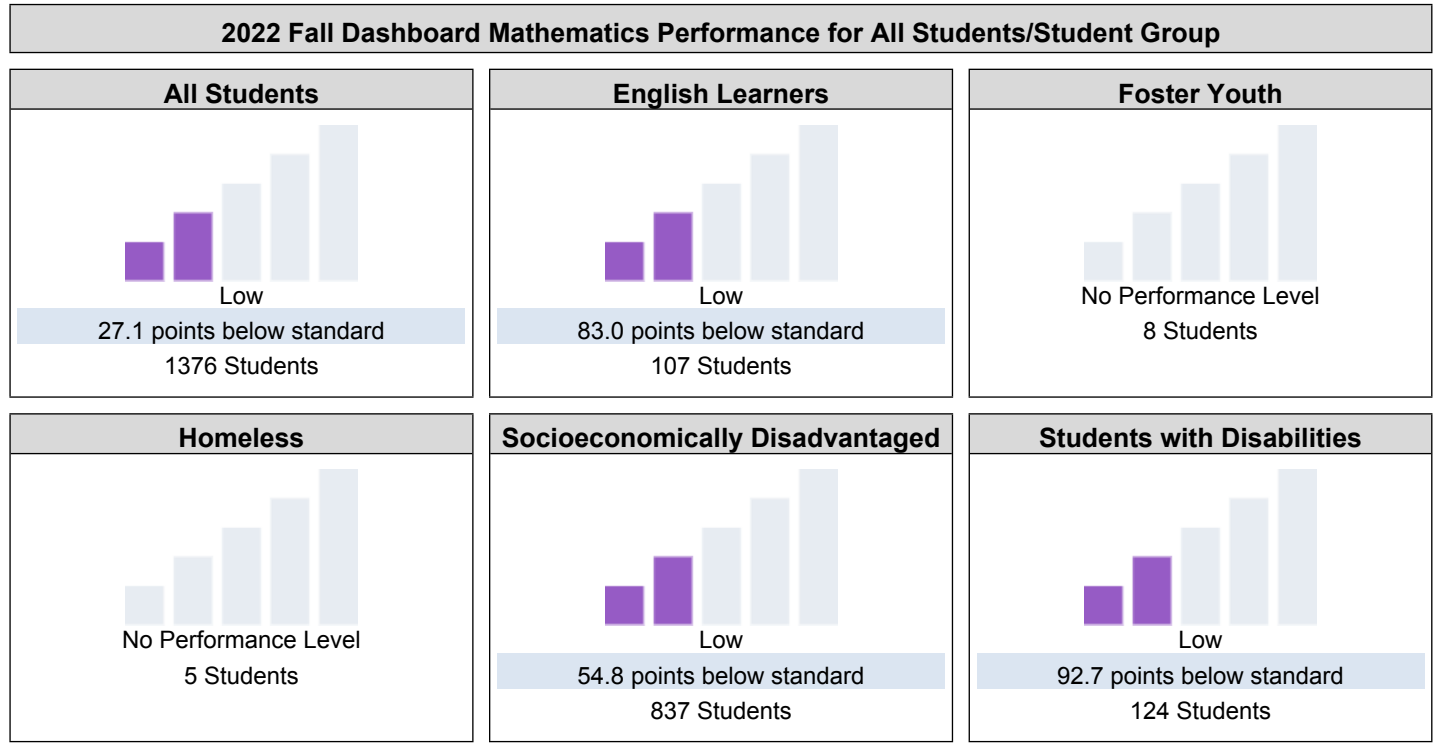 2022 Fall Dashboard Mathematics Performance for All Students/Student Group
All Students
Low
27.1 points below standard
1376 Students
English Learners
Low
83.0 points below standard
107 Students
Foster Youth
No Performance Level
8 Students
Homeless
No Performance Level
5 Students
Socioeconomically Disadvantaged
Low
54.8 points below standard
837 Students
Students with Disabilities
Low
92.7 points below standard
124 Students